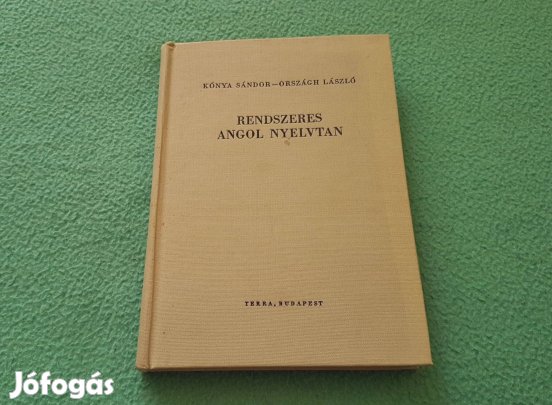 KÓNYA SÁNDOR—ORSZÁGH LÁSZLÓ
RENDSZERES
ANGOL NYELVTAN
TERRA, BUDAPEST
Jófogás